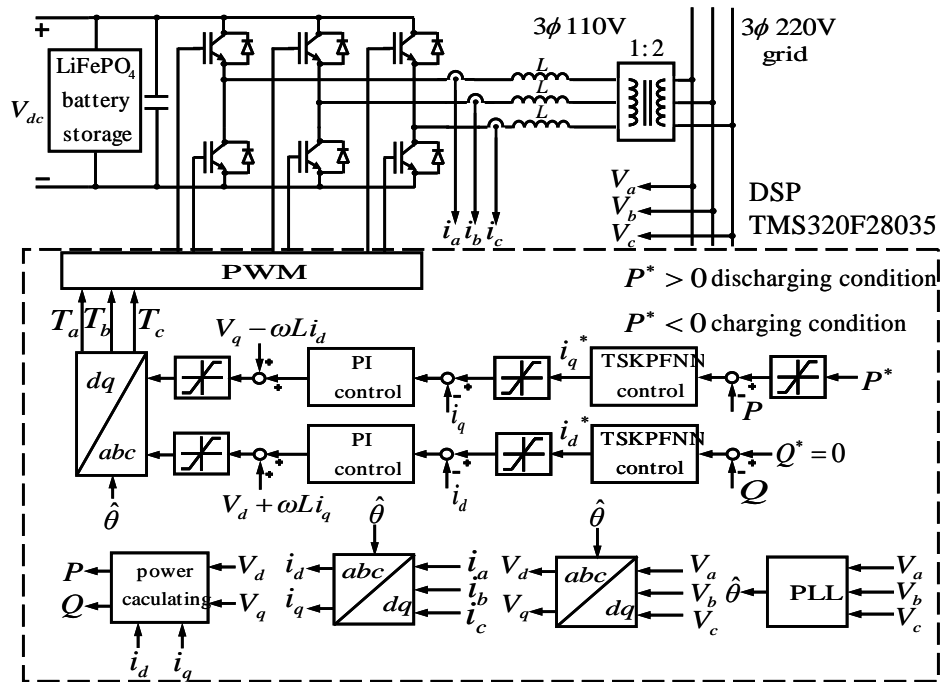 +
LiFePO4
battery
storage
Vdc
−
3ϕ 110V
1:2
3ϕ 220V
grid
L
L
L
ia ib ic
Va
Vb
Vc
DSP
TMS320F28035
PWM
P* > 0 discharging condition
P* < 0 charging condition
Ta Tb Tc
dq
abc
θ̂
Vq − ωLid
+
+
PI
control
+
−
iq
iq*
TSKPFNN
control
+
−
P
P*
+
+
Vd + ωLiq
PI
control
−
+
id
id*
TSKPFNN
control
+
−
Q
Q* = 0
P
Q
power
caculating
Vd
Vq
id
iq
θ̂
id
iq
abc
dq
ia
ib
ic
θ̂
Vd
Vq
abc
dq
Va
Vb
Vc
θ̂
PLL
Va
Vb
Vc